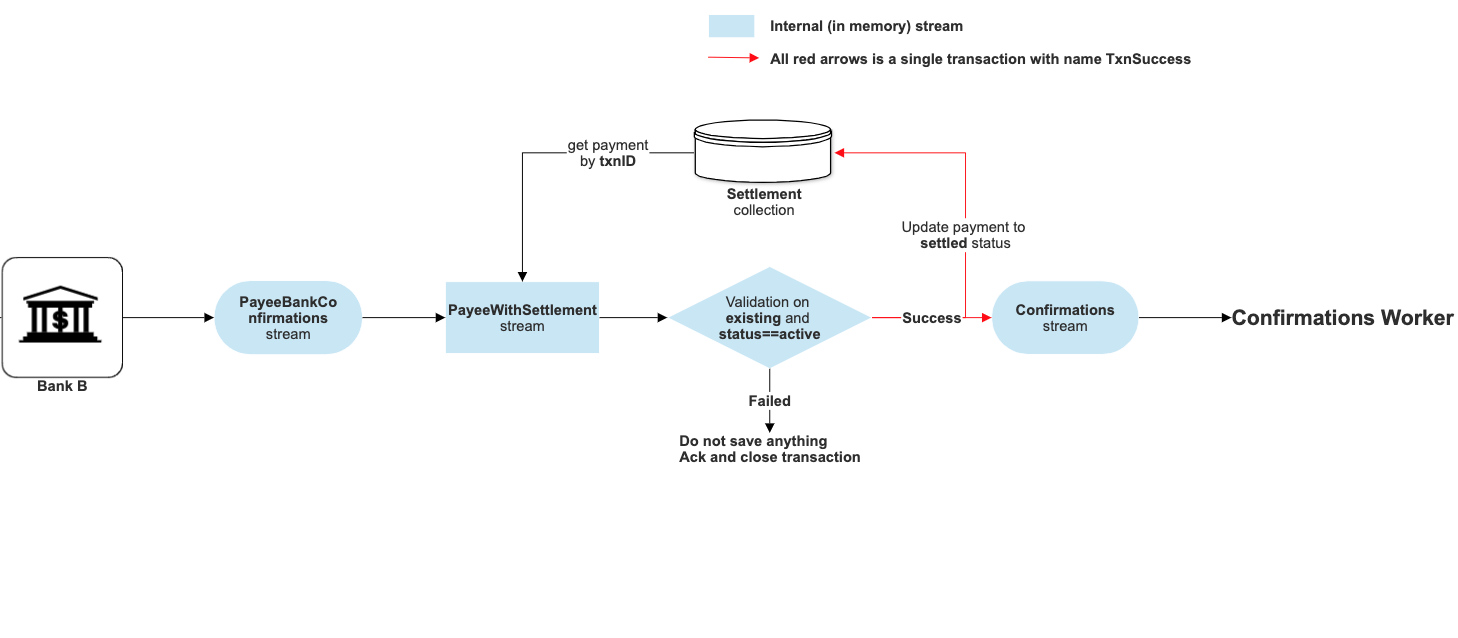 Internal (in memory) stream
All red arrows is a single transaction with name TxnSuccess
get payment
by txnID
Settlement
collection
Update payment to
settled status
$
Bank B
PayeeBankCo
nfirmations
stream
PayeeWithSettlement
stream
Validation on
existing and
status==active
Success
Confirmations
stream
Confirmations Worker
Failed
Do not save anything
Ack and close transaction